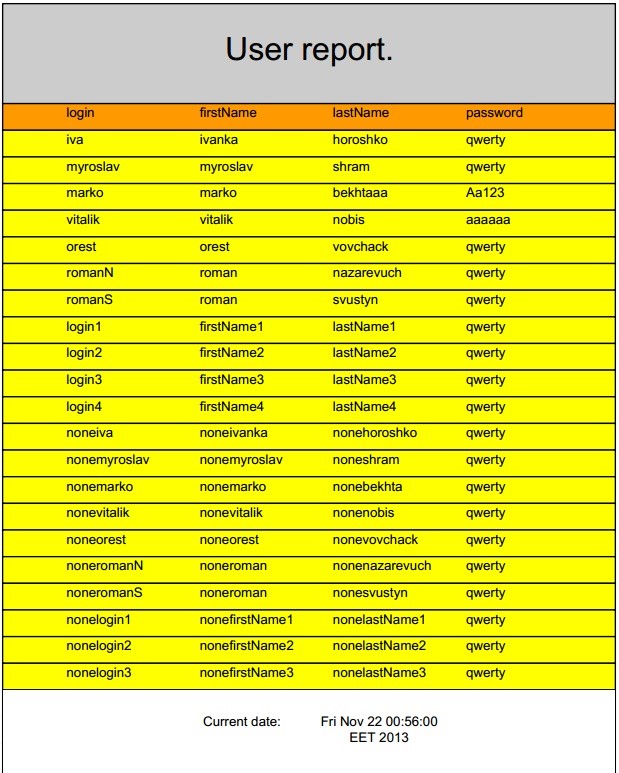 User report.
login firstName lastName password
iva ivanka horoshko qwerty
myroslav myroslav shram qwerty
marko marko bekhtaaa Aa123
vitalik vitalik nobis aaaaaa
orest orest vovchack qwerty
romanN roman nazarevuch qwerty
romanS roman svustyn qwerty
login1 firstName1 lastName1 qwerty
login2 firstName2 lastName2 qwerty
login3 firstName3 lastName3 qwerty
login4 firstName4 lastName4 qwerty
noneiva noneivanka nonehoroshko qwerty
nonemyroslav nonemyroslav noneshram qwerty
nonemarko nonemarko nonebekhta qwerty
nonevitalik nonevitalik nonenobis qwerty
noneorest noneorest nonevovchack qwerty
noneromanN noneroman nonenazarevuch qwerty
noneromanS noneroman nonesvustyn qwerty
nonelogin1 nonefirstName1 nonelastName1 qwerty
nonelogin2 nonefirstName2 nonelastName2 qwerty
nonelogin3 nonefirstName3 nonelastName3 qwerty
Current date: Fri Nov 22 00:56:00
EET 2013